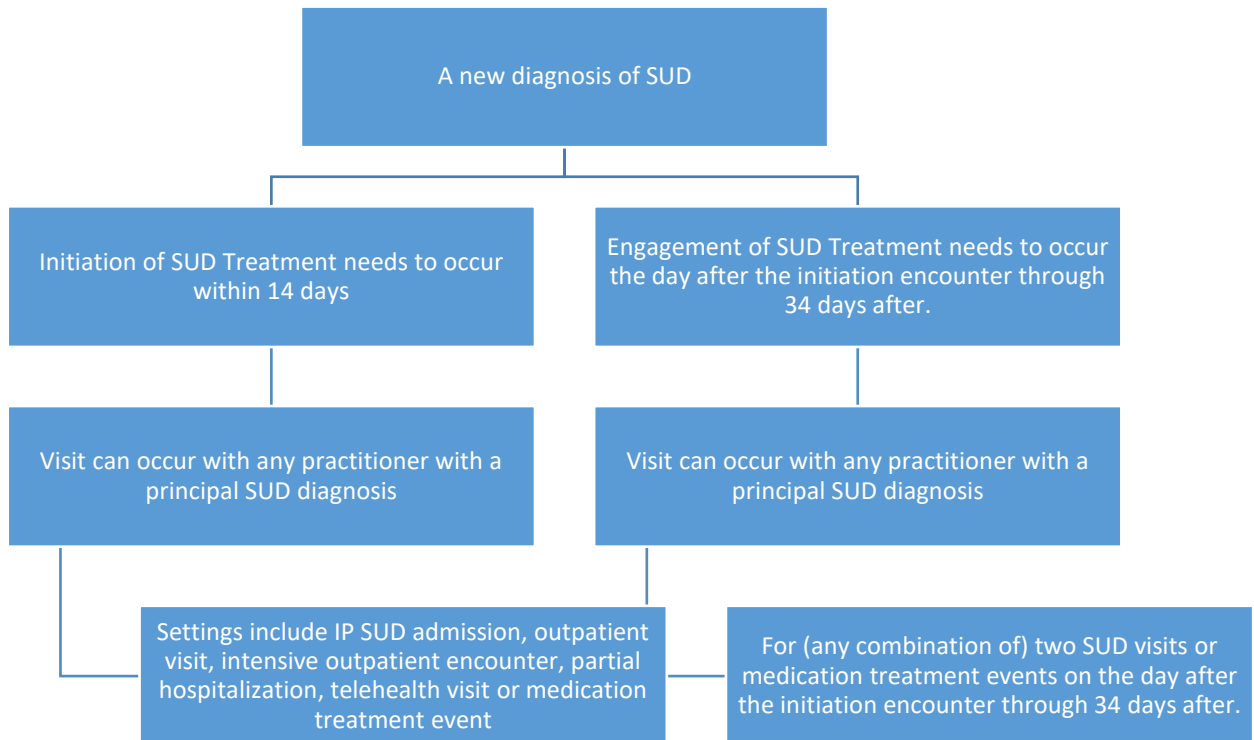 A new diagnosis of SUD
Initiation of SUD Treatment needs to occur
within 14 days
Engagement of SUD Treatment needs to occur
the day after the initiation encounter through
34 days after.
Visit can occur with any practitioner with a
principal SUD diagnosis
Visit can occur with any practitioner with a
principal SUD diagnosis
Settings include IP SUD admission, outpatient
visit, intensive outpatient encounter, partial
hospitalization, telehealth visit or medication
treatment event
For (any combination of) two SUD visits or
medication treatment events on the day after
the initiation encounter through 34 days after.